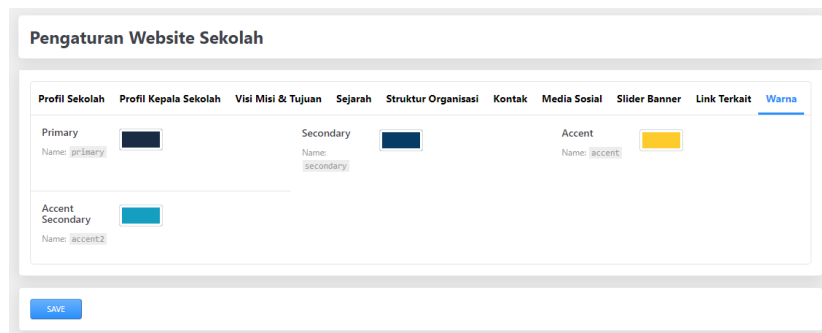 Pengaturan Website Sekolah
Profil Sekolah Profil Kepala Sekolah Visi Misi & Tujuan Sejarah Struktur Organisasi Kontak Media Sosial Slider Banner Link Terkait Warna
Primary
Name: primary
Secondary
Name:
secondary
Accent
Name: accent
Accent
Secondary
Name: accent2
SAVE